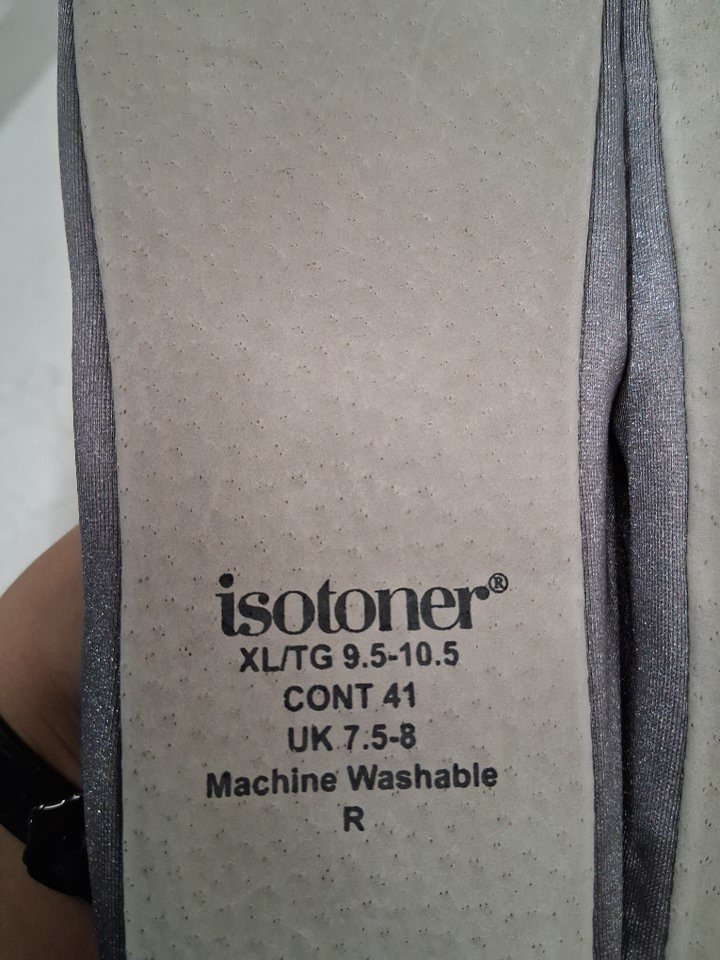 isotoner®
XL/TG 9.5-10.5
CONT 41
UK 7.5-8
Machine Washable
R